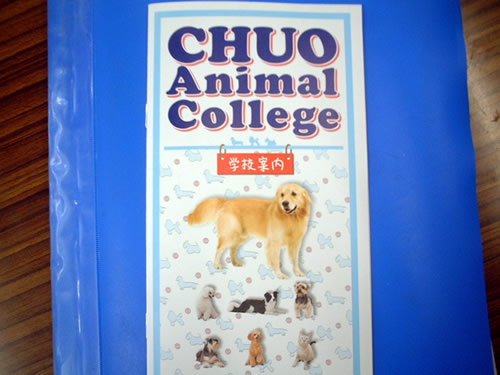 CHUO
Animal
College
学校案内